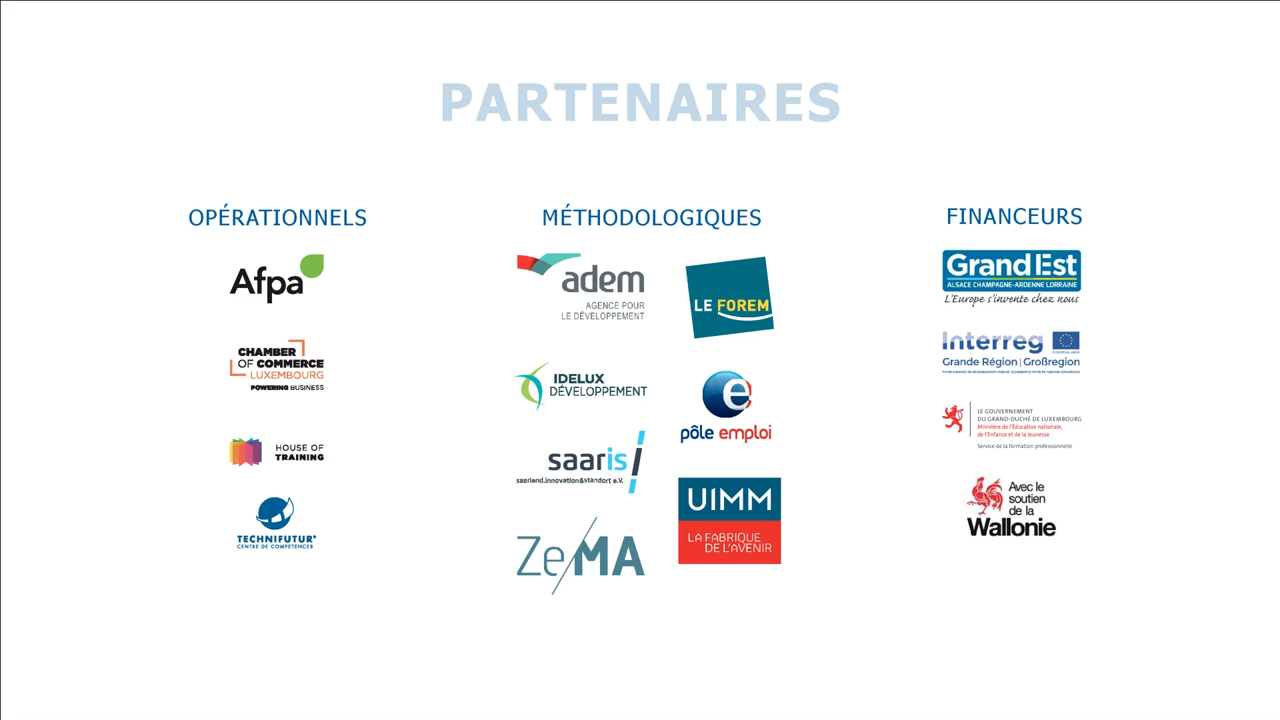 PARTENAIRES
OPÉRATIONNELS
Afpa
CHAMBER
OF COMMERCE
LUXEMBOURG
POWERING BUSINESS
HOUSE OF
TRAINING
TECHNIFUTUR®
CENTRE DE COMPETENCES
MÉTHODOLOGIQUES
adem
AGENCE POUR
LE DÉVELOPPEMENT
LE FOREM
IDELUX
DÉVELOPPEMENT
e
pôle emploi
saaris
saarland.innovation&standort e.V.
UIMM
LA FABRIQUE
DE L'AVENIR
Ze/MA
FINANCEURS
Grand Est
ALSACE CHAMPAGNE-ARDENNE LORRAINE
L'Europe s'invente chez nous
Interreg
EUROPEAN UNION
Grande Région | Großregion
LE GOUVERNEMENT
DU GRAND-DUCHÉ DE LUXEMBOURG
Ministère de l'Éducation nationale,
de l'Enfance et de la Jeunesse
Service de la formation professionnelle
Avec le
soutien
de la
Wallonie